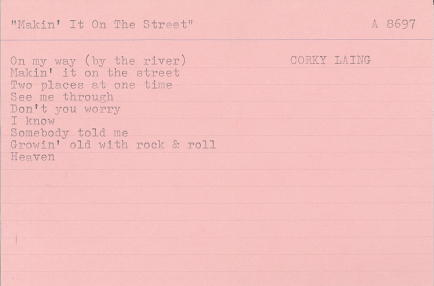 "Makin' It On The Street" A 8697
On my way (by the river) CORKY LAING
Makin' it on the street
Two places at one time
See me through
Don't you worry
I know
Somebody told me
Growin' old with rock & roll
Heaven